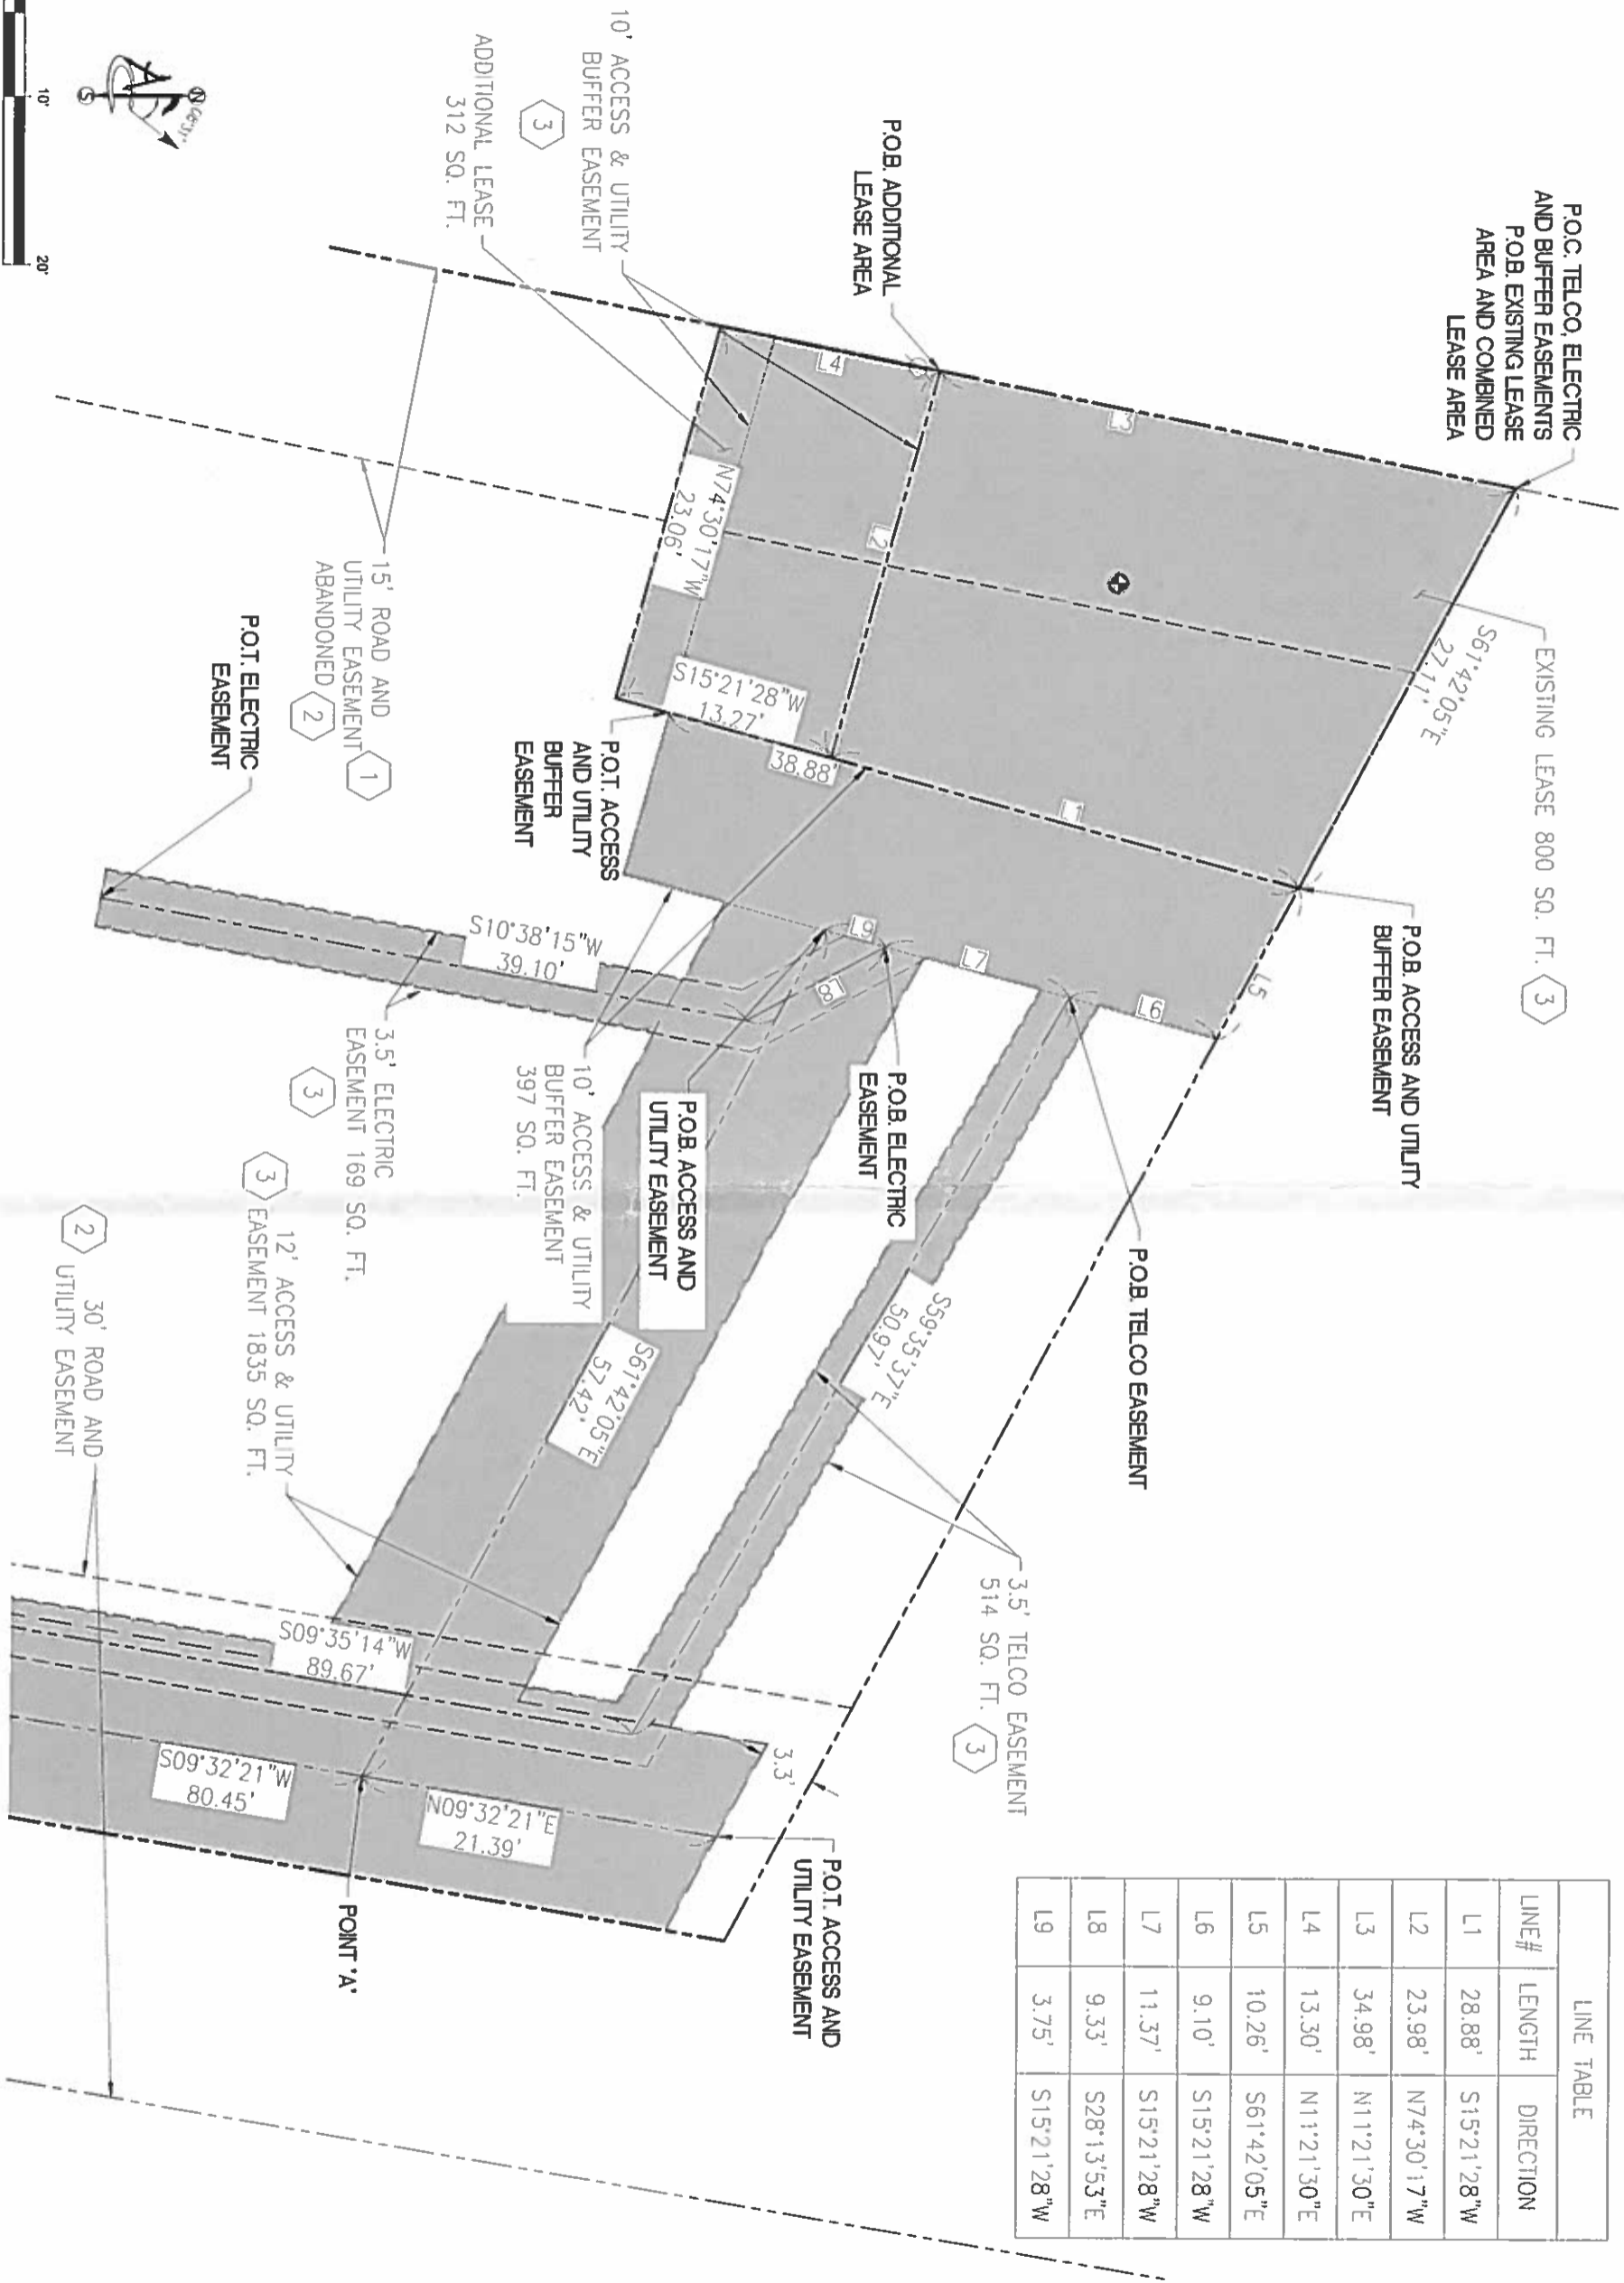 P.O.C. TELCO, ELECTRIC
AND BUFFER EASEMENTS
P.O.B. EXISTING LEASE
AREA AND COMBINED
LEASE AREA
EXISTING LEASE 800 SQ. FT. 3
S61°42'05"E
27.11'
P.O.B. ACCESS AND UTILITY
BUFFER EASEMENT
P.O.B. TELCO EASEMENT
3.5' TELCO EASEMENT
514 SQ. FT. 3
P.O.B. ADDITIONAL
LEASE AREA
10' ACCESS & UTILITY
BUFFER EASEMENT
3
ADDITIONAL LEASE
312 SQ. FT.
L3
L4
L2
L1
L5
L6
L7
L9
L8
N74°30'17"W
23.06'
S15°21'28"W
13.27'
38.88'
P.O.T. ACCESS
AND UTILITY
BUFFER
EASEMENT
P.O.B. ELECTRIC
EASEMENT
P.O.B. ACCESS AND
UTILITY EASEMENT
10' ACCESS & UTILITY
BUFFER EASEMENT
397 SQ. FT.
S59°35'37"E
50.97'
S61°42'05"E
57.42'
15' ROAD AND
UTILITY EASEMENT 1
ABANDONED 2
P.O.T. ELECTRIC
EASEMENT
S10°38'15"W
39.10'
3.5' ELECTRIC
EASEMENT 169 SQ. FT.
3
12' ACCESS & UTILITY
3 EASEMENT 1835 SQ. FT.
30' ROAD AND
2 UTILITY EASEMENT
S09°35'14"W
89.67'
S09°32'21"W
80.45'
N09°32'21"E
21.39'
3.3'
P.O.T. ACCESS AND
UTILITY EASEMENT
POINT 'A'
LINE TABLE
LINE# LENGTH DIRECTION
L1 28.88' S15°21'28"W
L2 23.98' N74°30'17"W
L3 34.98' N11°21'30"E
L4 13.30' N11°21'30"E
L5 10.26' S61°42'05"E
L6 9.10' S15°21'28"W
L7 11.37' S15°21'28"W
L8 9.33' S28°13'53"E
L9 3.75' S15°21'28"W
N
S
10'
20'